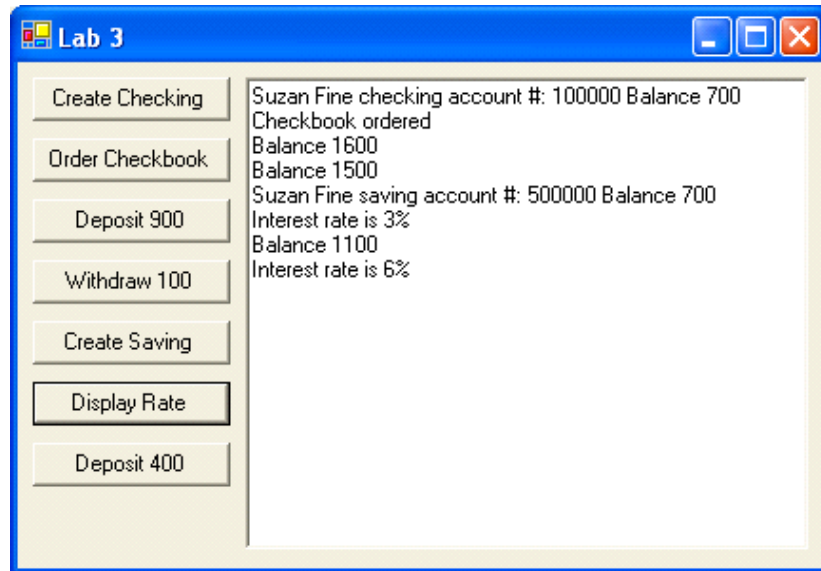 Lab 3
Create Checking
Order Checkbook
Deposit 900
Withdraw 100
Create Saving
Display Rate
Deposit 400
Suzan Fine checking account #: 100000 Balance 700
Checkbook ordered
Balance 1600
Balance 1500
Suzan Fine saving account #: 500000 Balance 700
Interest rate is 3%
Balance 1100
Interest rate is 6%